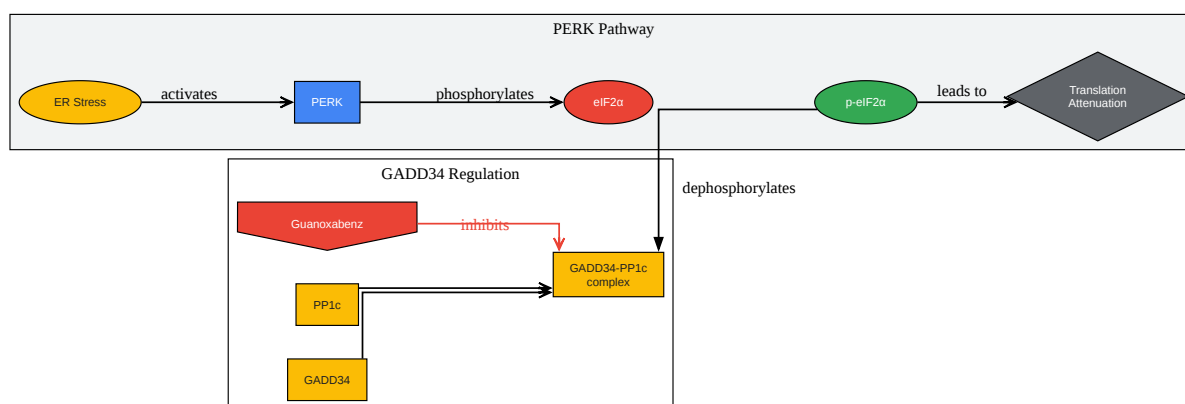 PERK Pathway
ER Stress
activates
PERK
phosphorylates
eIF2α
p-eIF2α
leads to
Translation
Attenuation
GADD34 Regulation
dephosphorylates
Guanoxabenz
inhibits
GADD34-PP1c
complex
PP1c
GADD34